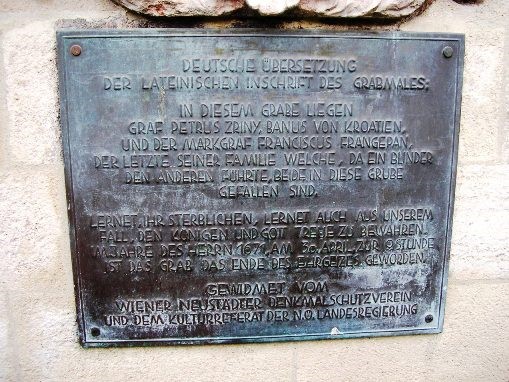 DEUTSCHE ÜBERSETZUNG
DER LATEINISCHEN INSCHRIFT DES GRABMALES:
IN DIESEM GRABE LIEGEN
GRAF PETRUS ZRINY, BANUS VON KROATIEN,
UND DER MARKGRAF FRANCISCUS FRANGEPAN,
DER LETZTE SEINER FAMILIE WELCHE, DA EIN BLINDER
DEN ANDEREN FÜHRTE, BEIDE IN DIESE GRUBE
GEFALLEN SIND.
LERNET, IHR STERBLICHEN, LERNET AUCH AUS UNSEREM
FALL, DEN KÖNIGEN UND GOTT TREUE ZU BEWAHREN.
IM JAHRE DES HERRN 1671, AM 30. APRIL ZUR 9. STUNDE
IST DAS GRAB DAS ENDE DES EHRGEIZES GEWORDEN.
GEWIDMET VOM
WIENER NEUSTÄDTER DENKMALSCHUTZVEREIN
UND DEM KULTURREFERAT DER N.Ö. LANDESREGIERUNG